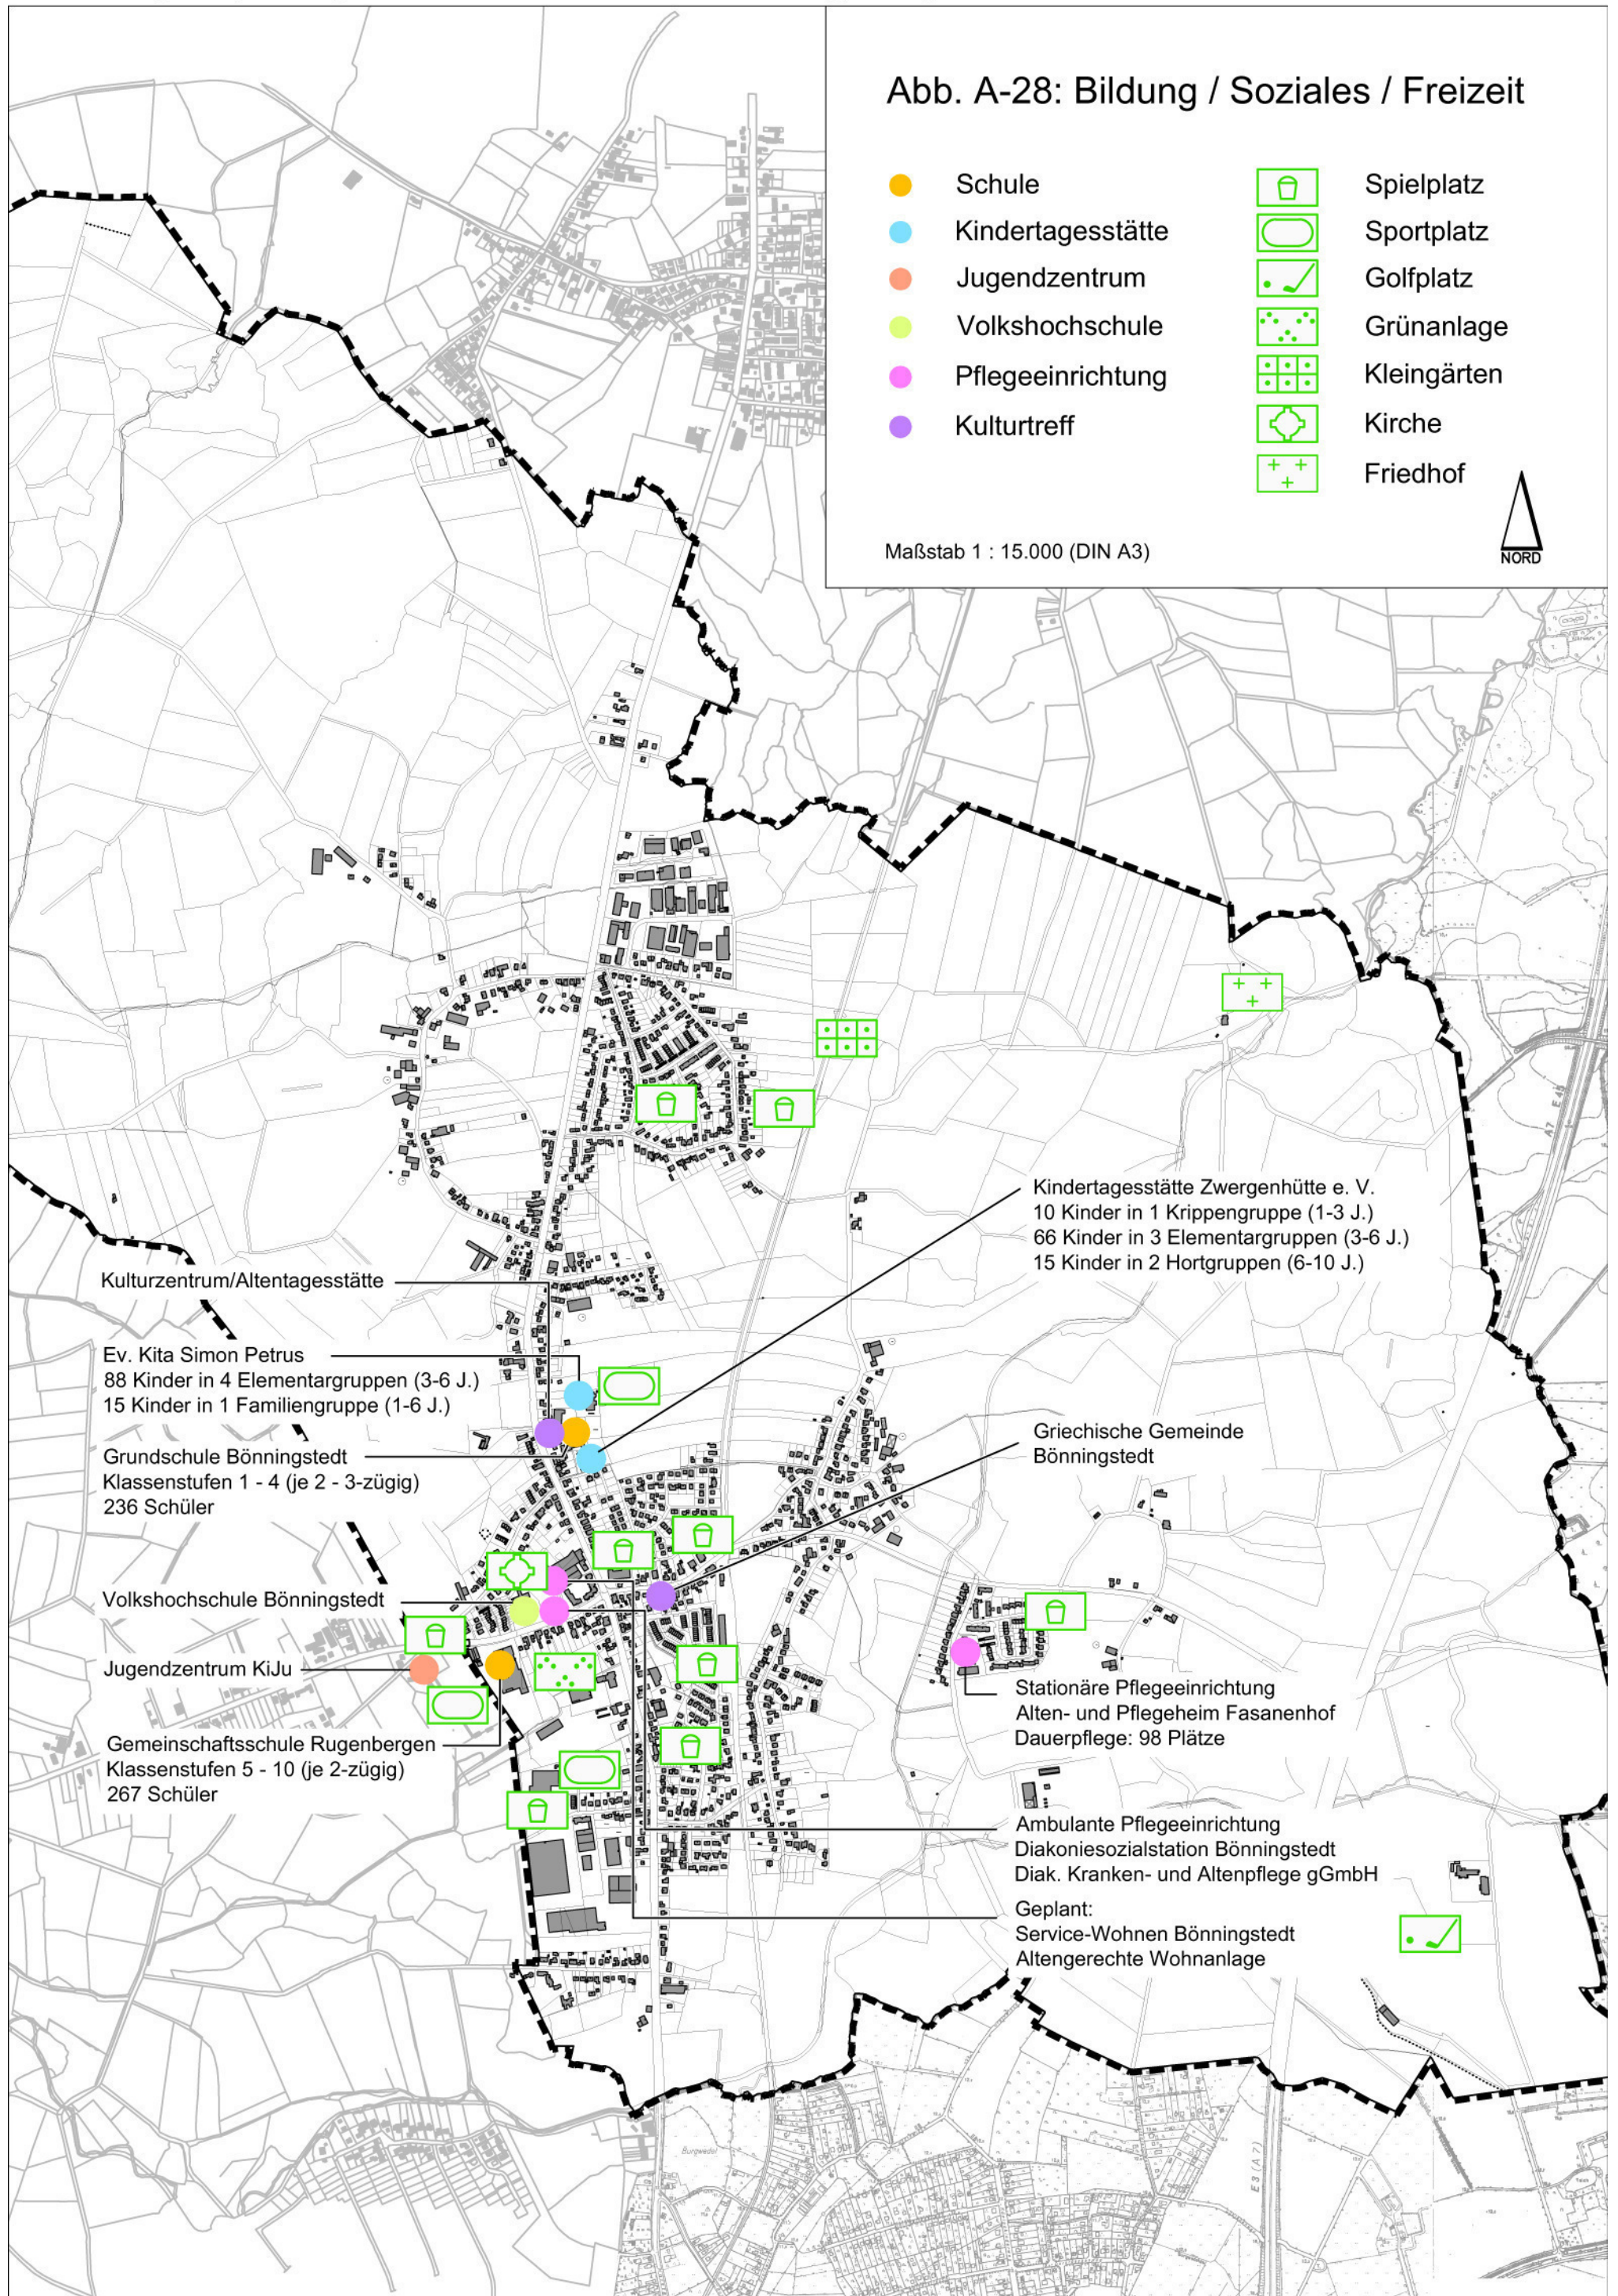 Abb. A-28: Bildung / Soziales / Freizeit
Schule
Kindertagesstätte
Jugendzentrum
Volkshochschule
Pflegeeinrichtung
Kulturtreff
Spielplatz
Sportplatz
Golfplatz
Grünanlage
Kleingärten
Kirche
Friedhof
Maßstab 1 : 15.000 (DIN A3)
NORD
A7 E45
Kindertagesstätte Zwergenhütte e. V.
10 Kinder in 1 Krippengruppe (1-3 J.)
66 Kinder in 3 Elementargruppen (3-6 J.)
15 Kinder in 2 Hortgruppen (6-10 J.)
Kulturzentrum/Altentagesstätte
Ev. Kita Simon Petrus
88 Kinder in 4 Elementargruppen (3-6 J.)
15 Kinder in 1 Familiengruppe (1-6 J.)
Griechische Gemeinde
Bönningstedt
Grundschule Bönningstedt
Klassenstufen 1 - 4 (je 2 - 3-zügig)
236 Schüler
Volkshochschule Bönningstedt
Jugendzentrum KiJu
Stationäre Pflegeeinrichtung
Alten- und Pflegeheim Fasanenhof
Dauerpflege: 98 Plätze
Gemeinschaftsschule Rugenbergen
Klassenstufen 5 - 10 (je 2-zügig)
267 Schüler
Ambulante Pflegeeinrichtung
Diakoniesozialstation Bönningstedt
Diak. Kranken- und Altenpflege gGmbH
Geplant:
Service-Wohnen Bönningstedt
Altengerechte Wohnanlage
Burgwedel
E3 (A7)